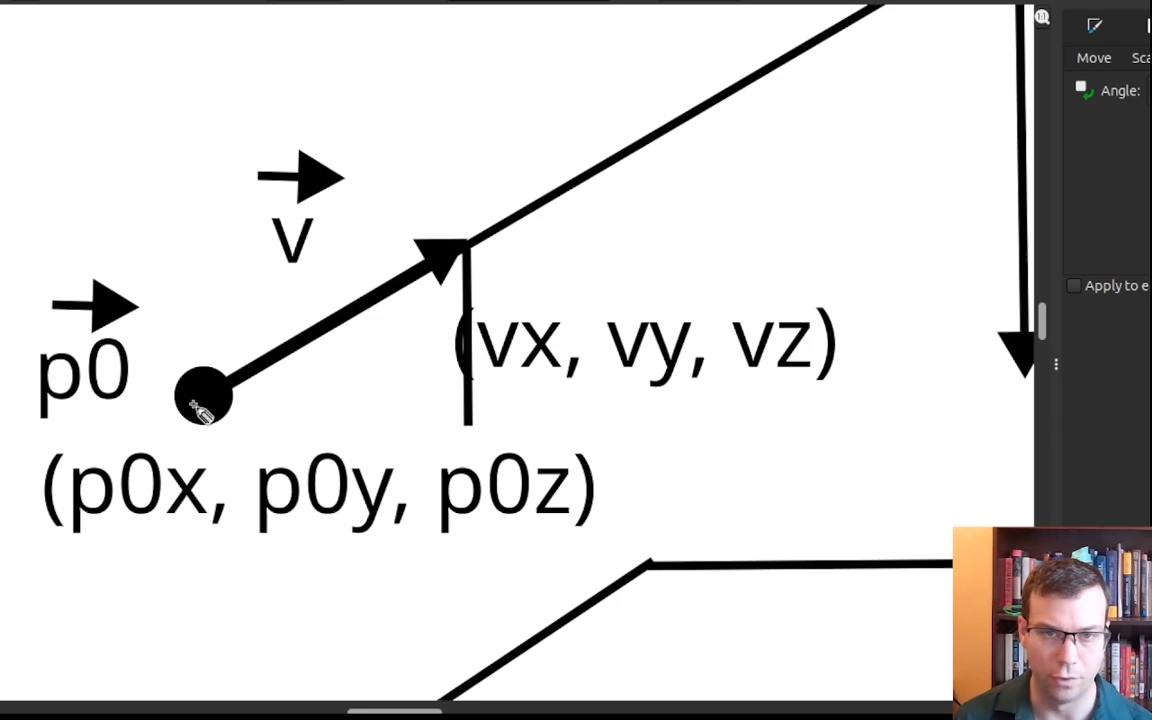 Move
Angle:
v
Apply to e
p0
(vx, vy, vz)
(p0x, p0y, p0z)